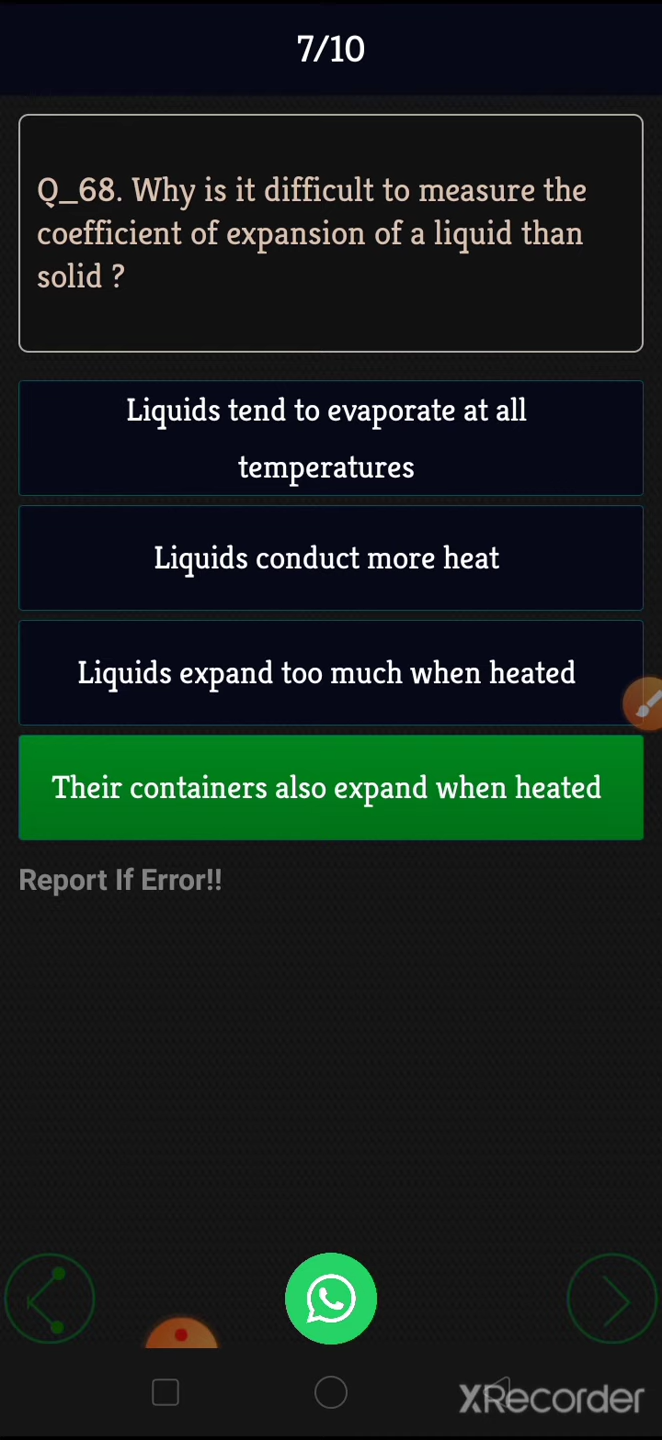 7/10
Q_68. Why is it difficult to measure the
coefficient of expansion of a liquid than
solid ?
Liquids tend to evaporate at all
temperatures
Liquids conduct more heat
Liquids expand too much when heated
Their containers also expand when heated
Report If Error!!
XRecorder